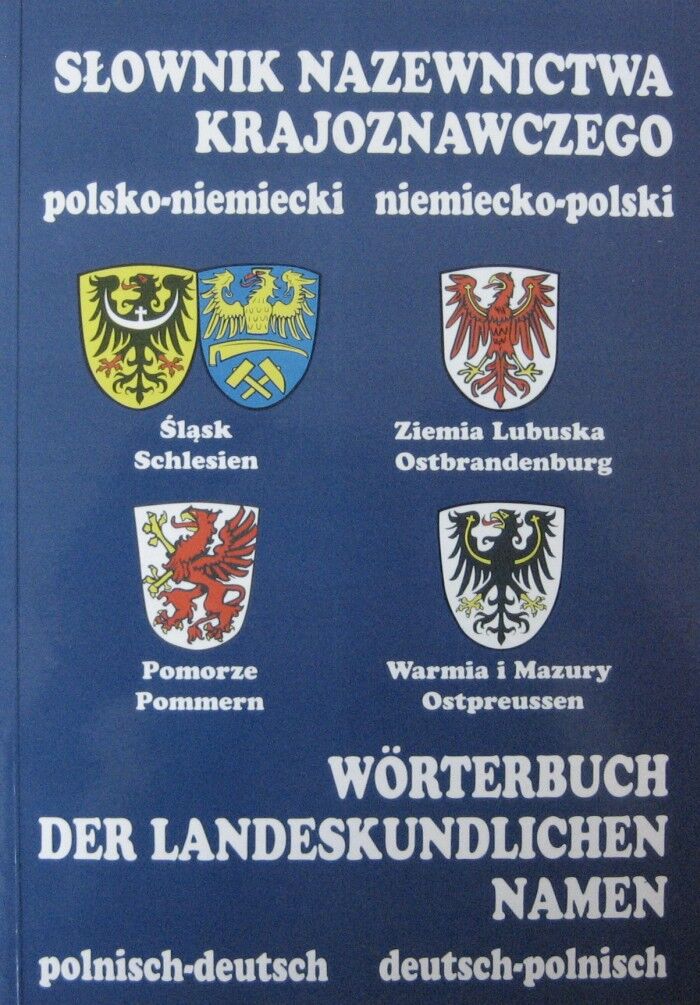 SŁOWNIK NAZEWNICTWA
KRAJOZNAWCZEGO
polsko-niemiecki niemiecko-polski
Śląsk
Schlesien
Ziemia Lubuska
Ostbrandenburg
Pomorze
Pommern
Warmia i Mazury
Ostpreussen
WÖRTERBUCH
DER LANDESKUNDLICHEN
NAMEN
polnisch-deutsch deutsch-polnisch